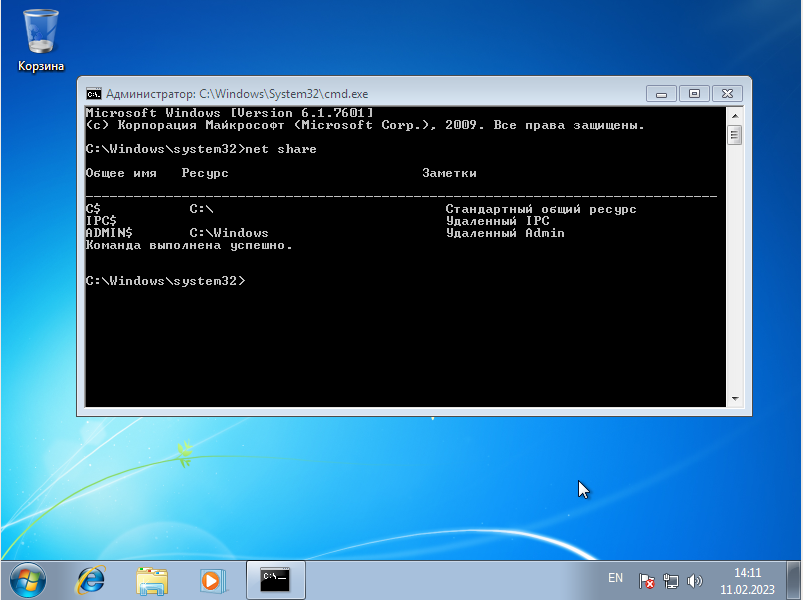 Корзина
Администратор: C:\Windows\System32\cmd.exe
Microsoft Windows [Version 6.1.7601]
(c) Корпорация Майкрософт (Microsoft Corp.), 2009. Все права защищены.
C:\Windows\system32>net share
Общее имя Ресурс Заметки
-------------------------------------------------------------------------------
C$ C:\ Стандартный общий ресурс
IPC$ Удаленный IPC
ADMIN$ C:\Windows Удаленный Admin
Команда выполнена успешно.
C:\Windows\system32>
EN
14:11
11.02.2023